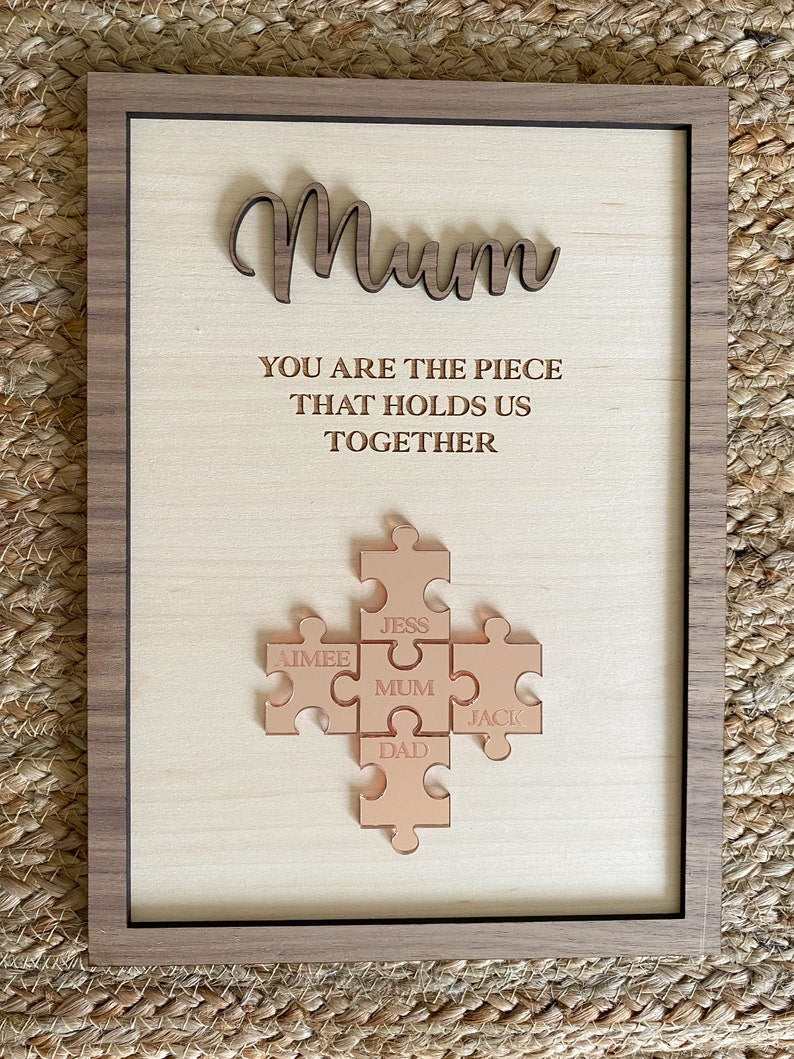 Mum
YOU ARE THE PIECE
THAT HOLDS US
TOGETHER
JESS
AIMEE
MUM
JACK
DAD